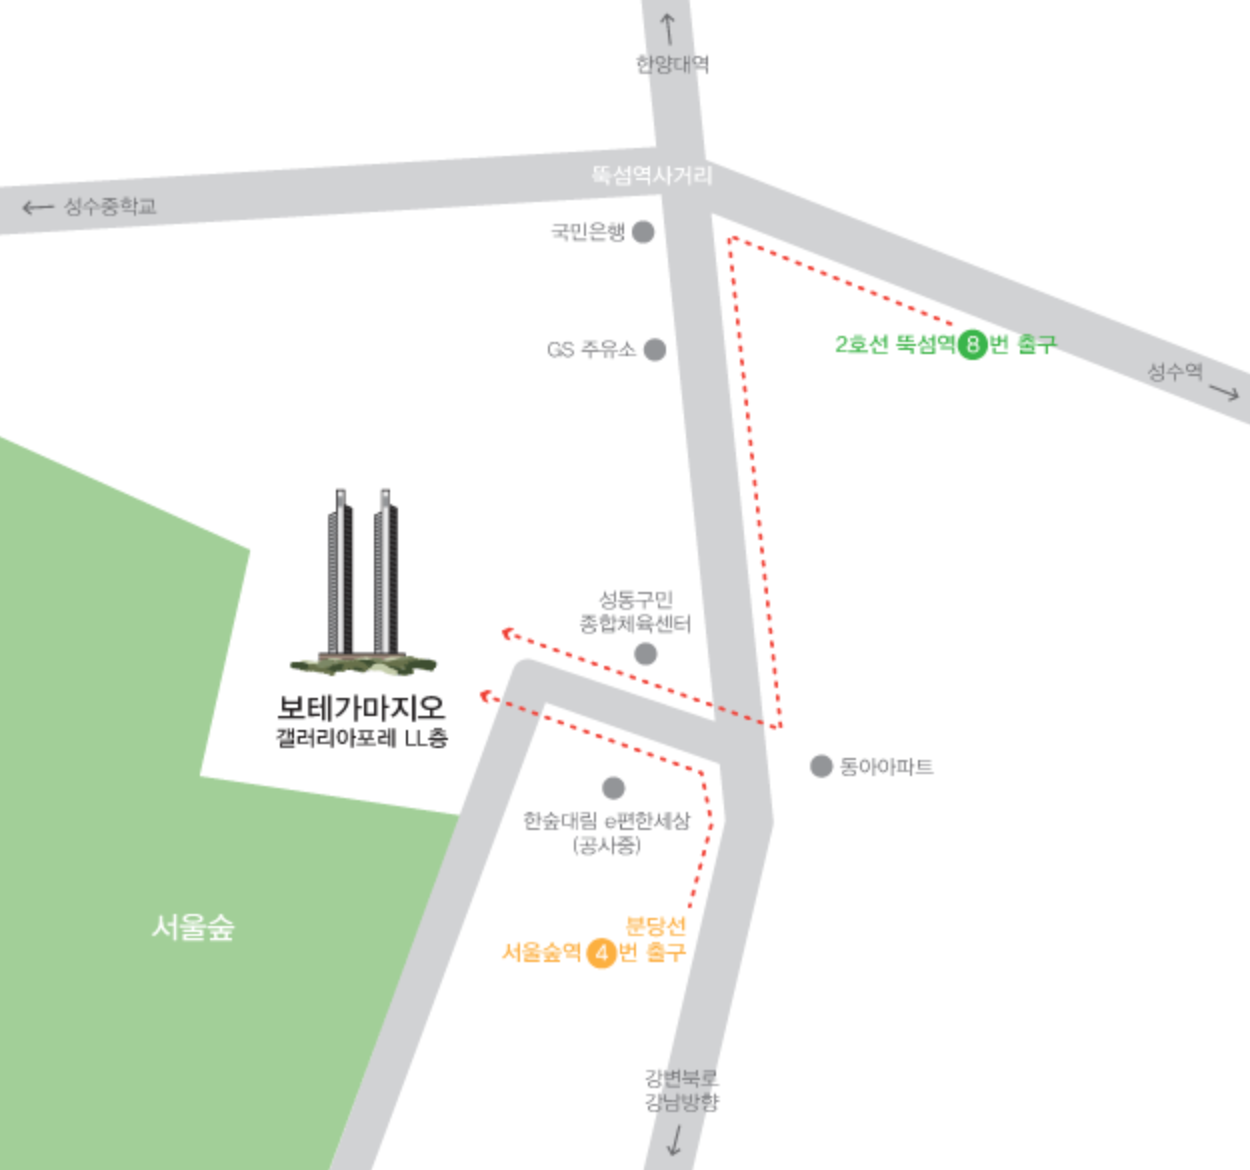 한양대역
뚝섬역사거리
성수중학교
국민은행
GS 주유소
2호선 뚝섬역 8번 출구
성수역
성동구민
종합체육센터
보테가마지오
갤러리아포레 LL층
동아아파트
한숲대림 e편한세상
(공사중)
서울숲
분당선
서울숲역 4번 출구
강변북로
강남방향